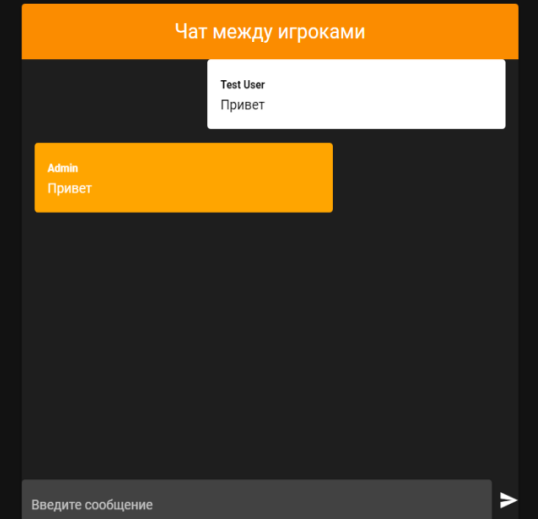 Чат между игроками
Test User
Привет
Admin
Привет
Введите сообщение